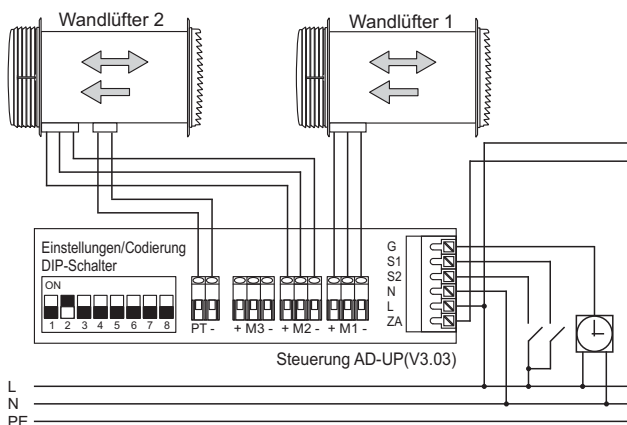 Wandlüfter 2
Wandlüfter 1
Einstellungen/Codierung
DIP-Schalter
ON
1 2 3 4 5 6 7 8
PT -
+ M3 -
+ M2 -
+ M1 -
G
S1
S2
N
L
ZA
Steuerung AD-UP(V3.03)
L
N
PE